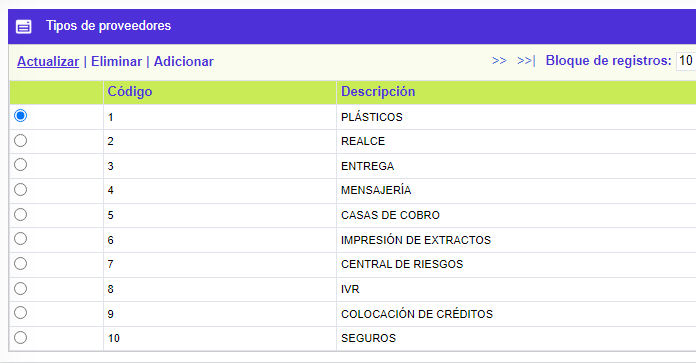 Tipos de proveedores
Actualizar | Eliminar | Adicionar >> >>| Bloque de registros: 10
Código Descripción
1 PLÁSTICOS
2 REALCE
3 ENTREGA
4 MENSAJERÍA
5 CASAS DE COBRO
6 IMPRESIÓN DE EXTRACTOS
7 CENTRAL DE RIESGOS
8 IVR
9 COLOCACIÓN DE CRÉDITOS
10 SEGUROS